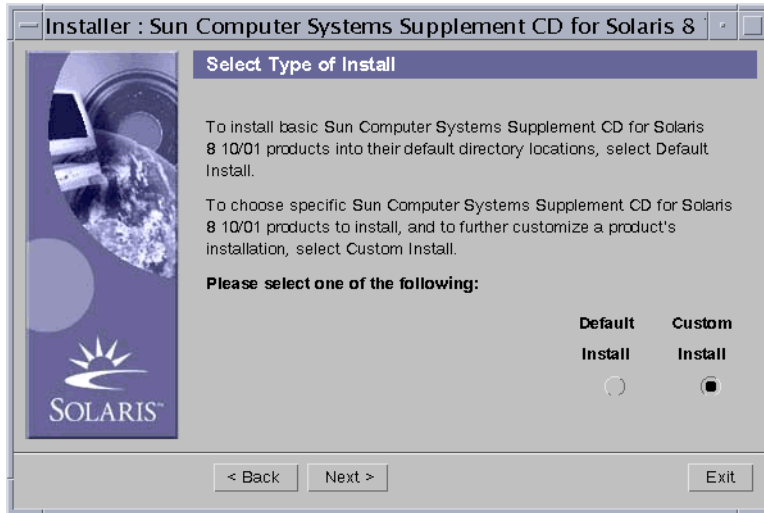 Installer : Sun Computer Systems Supplement CD for Solaris 8
Select Type of Install
To install basic Sun Computer Systems Supplement CD for Solaris
8 10/01 products into their default directory locations, select Default
Install.
To choose specific Sun Computer Systems Supplement CD for Solaris
8 10/01 products to install, and to further customize a product's
installation, select Custom Install.
Please select one of the following:
Default Custom
Install Install
SOLARIS™
< Back Next > Exit